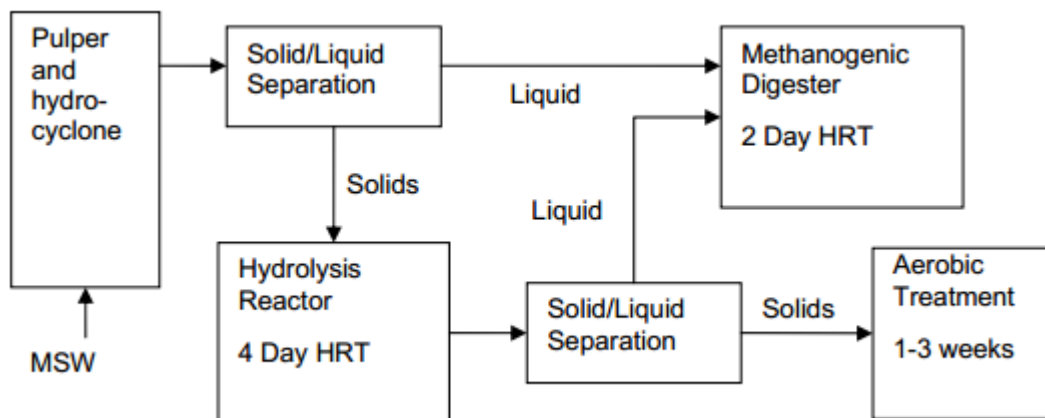 Pulper
and
hydro-
cyclone
Solid/Liquid
Separation
Liquid
Methanogenic
Digester
2 Day HRT
Solids
Liquid
Hydrolysis
Reactor
4 Day HRT
Solid/Liquid
Separation
Solids
Aerobic
Treatment
1-3 weeks
MSW